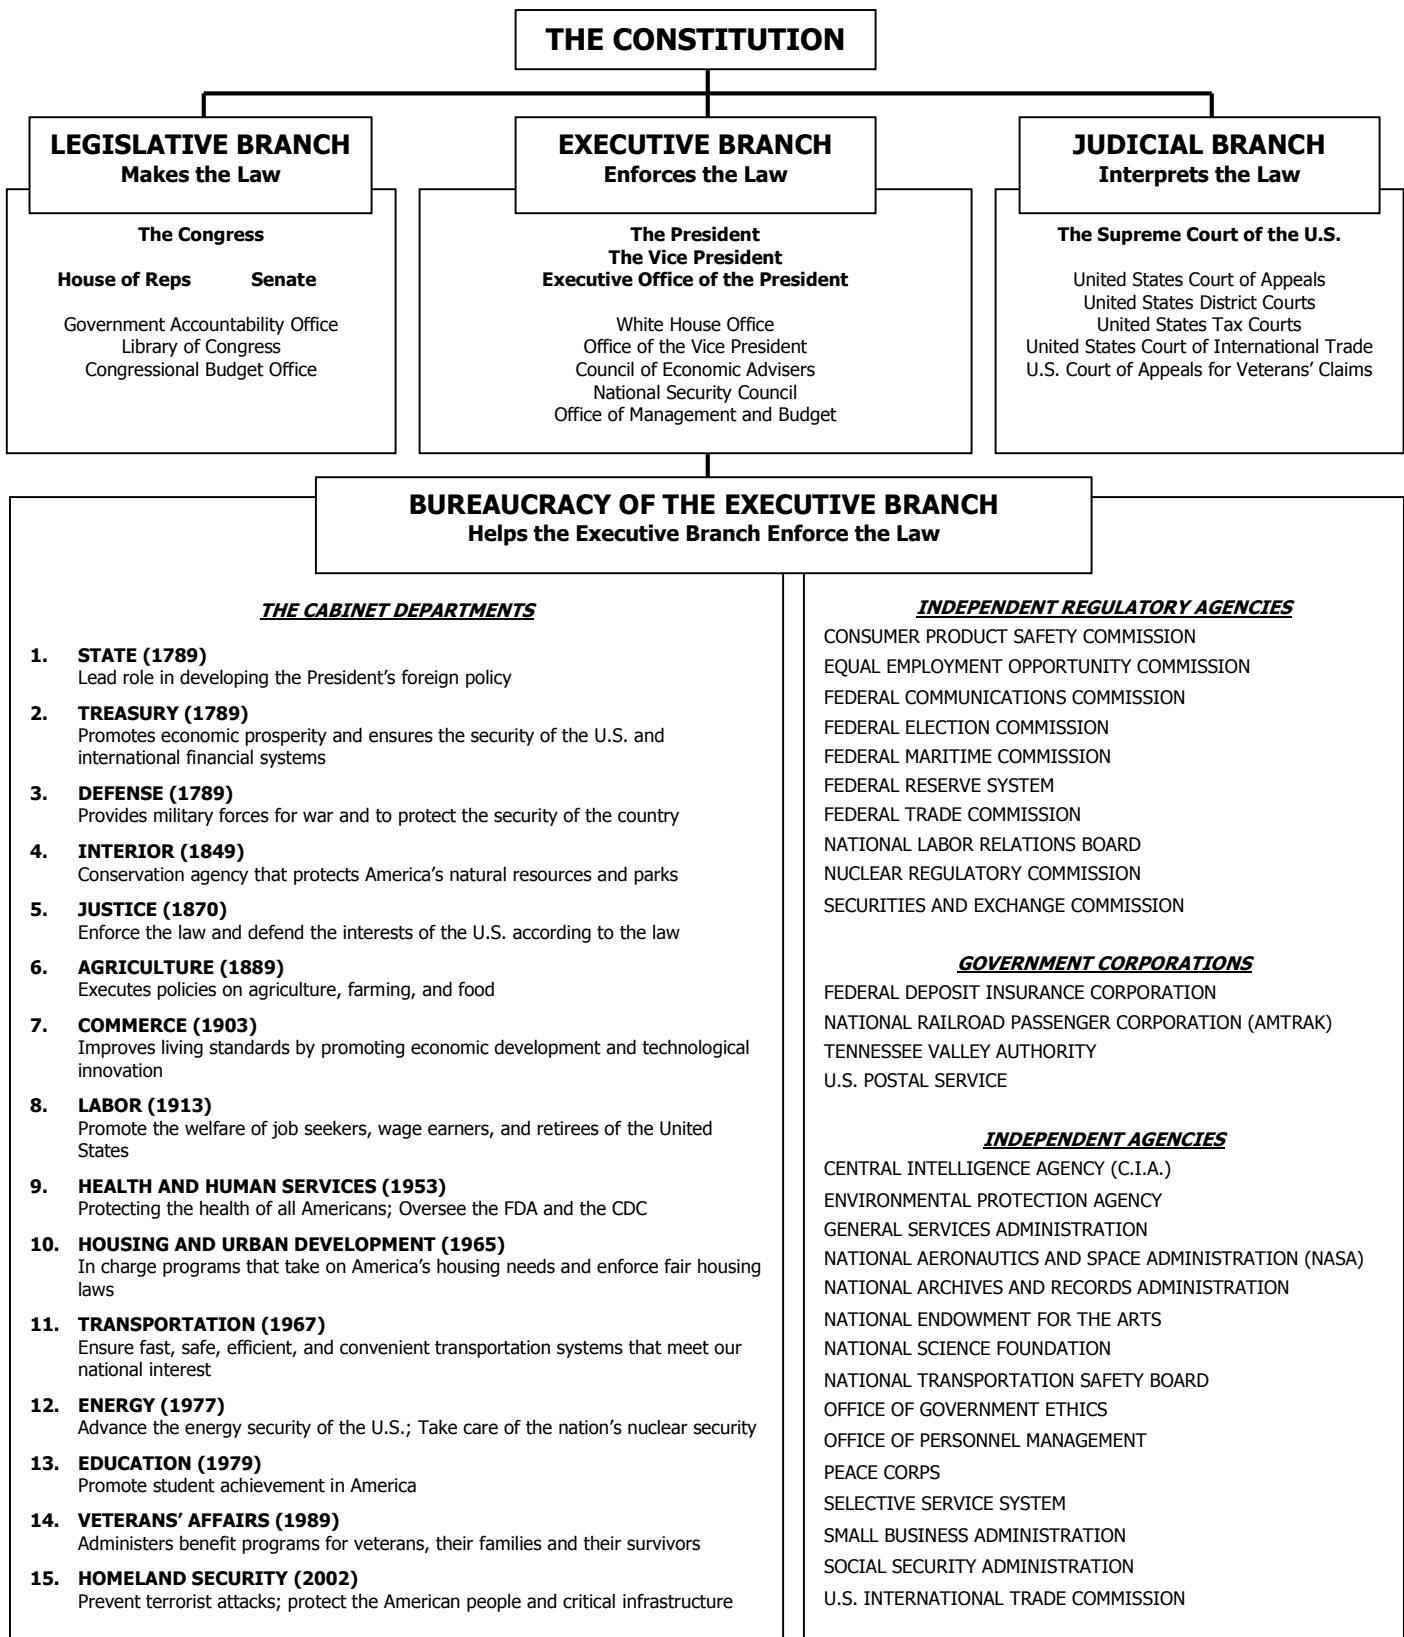 THE CONSTITUTION
LEGISLATIVE BRANCH
Makes the Law
The Congress
House of Reps Senate
Government Accountability Office
Library of Congress
Congressional Budget Office
EXECUTIVE BRANCH
Enforces the Law
The President
The Vice President
Executive Office of the President
White House Office
Office of the Vice President
Council of Economic Advisers
National Security Council
Office of Management and Budget
JUDICIAL BRANCH
Interprets the Law
The Supreme Court of the U.S.
United States Court of Appeals
United States District Courts
United States Tax Courts
United States Court of International Trade
U.S. Court of Appeals for Veterans’ Claims
BUREAUCRACY OF THE EXECUTIVE BRANCH
Helps the Executive Branch Enforce the Law
THE CABINET DEPARTMENTS
1. STATE (1789)
Lead role in developing the President’s foreign policy
2. TREASURY (1789)
Promotes economic prosperity and ensures the security of the U.S. and
international financial systems
3. DEFENSE (1789)
Provides military forces for war and to protect the security of the country
4. INTERIOR (1849)
Conservation agency that protects America’s natural resources and parks
5. JUSTICE (1870)
Enforce the law and defend the interests of the U.S. according to the law
6. AGRICULTURE (1889)
Executes policies on agriculture, farming, and food
7. COMMERCE (1903)
Improves living standards by promoting economic development and technological
innovation
8. LABOR (1913)
Promote the welfare of job seekers, wage earners, and retirees of the United
States
9. HEALTH AND HUMAN SERVICES (1953)
Protecting the health of all Americans; Oversee the FDA and the CDC
10. HOUSING AND URBAN DEVELOPMENT (1965)
In charge programs that take on America’s housing needs and enforce fair housing
laws
11. TRANSPORTATION (1967)
Ensure fast, safe, efficient, and convenient transportation systems that meet our
national interest
12. ENERGY (1977)
Advance the energy security of the U.S.; Take care of the nation’s nuclear security
13. EDUCATION (1979)
Promote student achievement in America
14. VETERANS’ AFFAIRS (1989)
Administers benefit programs for veterans, their families and their survivors
15. HOMELAND SECURITY (2002)
Prevent terrorist attacks; protect the American people and critical infrastructure
INDEPENDENT REGULATORY AGENCIES
CONSUMER PRODUCT SAFETY COMMISSION
EQUAL EMPLOYMENT OPPORTUNITY COMMISSION
FEDERAL COMMUNICATIONS COMMISSION
FEDERAL ELECTION COMMISSION
FEDERAL MARITIME COMMISSION
FEDERAL RESERVE SYSTEM
FEDERAL TRADE COMMISSION
NATIONAL LABOR RELATIONS BOARD
NUCLEAR REGULATORY COMMISSION
SECURITIES AND EXCHANGE COMMISSION
GOVERNMENT CORPORATIONS
FEDERAL DEPOSIT INSURANCE CORPORATION
NATIONAL RAILROAD PASSENGER CORPORATION (AMTRAK)
TENNESSEE VALLEY AUTHORITY
U.S. POSTAL SERVICE
INDEPENDENT AGENCIES
CENTRAL INTELLIGENCE AGENCY (C.I.A.)
ENVIRONMENTAL PROTECTION AGENCY
GENERAL SERVICES ADMINISTRATION
NATIONAL AERONAUTICS AND SPACE ADMINISTRATION (NASA)
NATIONAL ARCHIVES AND RECORDS ADMINISTRATION
NATIONAL ENDOWMENT FOR THE ARTS
NATIONAL SCIENCE FOUNDATION
NATIONAL TRANSPORTATION SAFETY BOARD
OFFICE OF GOVERNMENT ETHICS
OFFICE OF PERSONNEL MANAGEMENT
PEACE CORPS
SELECTIVE SERVICE SYSTEM
SMALL BUSINESS ADMINISTRATION
SOCIAL SECURITY ADMINISTRATION
U.S. INTERNATIONAL TRADE COMMISSION